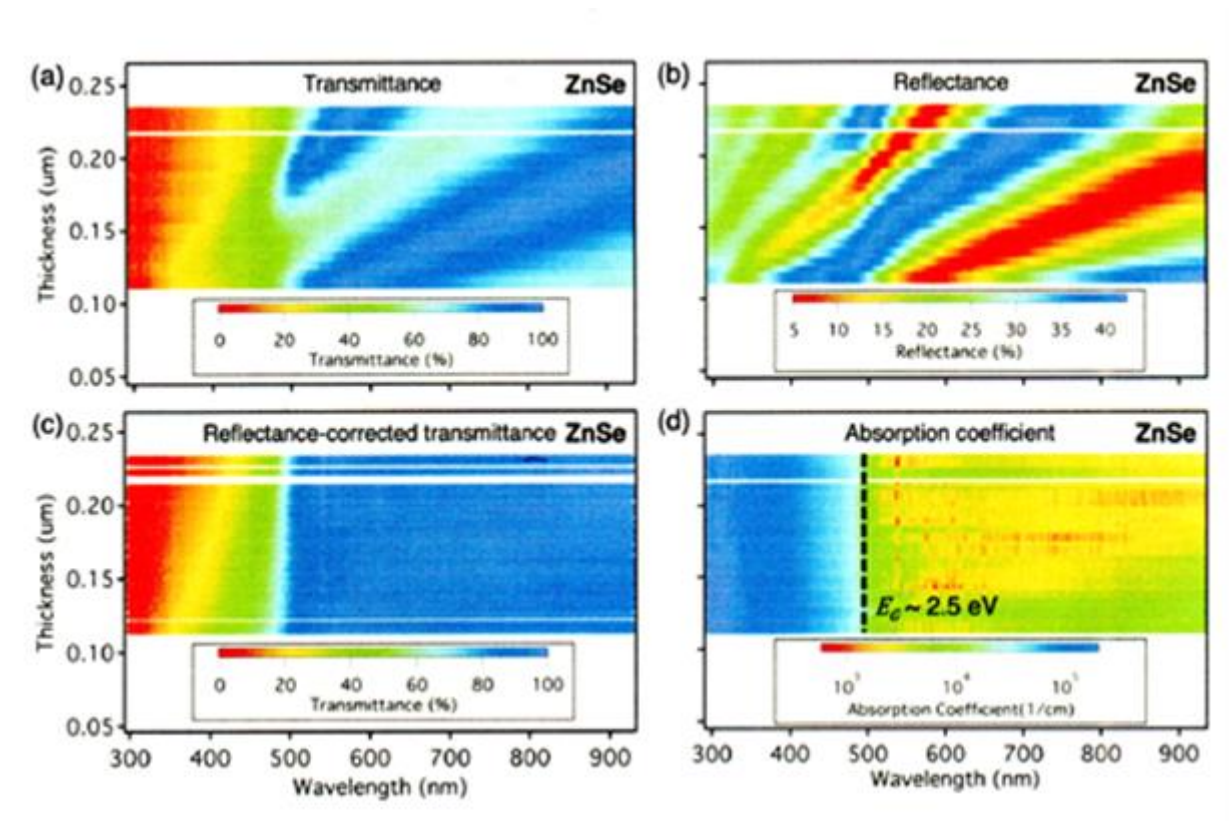 (a) Transmittance ZnSe
0.25
0.20
0.15
0.10
0.05
Thickness (um)
0 20 40 60 80 100
Transmittance (%)
(b) Reflectance ZnSe
5 10 15 20 25 30 35 40
Reflectance (%)
(c) Reflectance-corrected transmittance ZnSe
0.25
0.20
0.15
0.10
0.05
Thickness (um)
0 20 40 60 80 100
Transmittance (%)
300 400 500 600 700 800 900
Wavelength (nm)
(d) Absorption coefficient ZnSe
E_G ~ 2.5 eV
10³ 10⁴ 10⁵
Absorption Coefficient(1/cm)
300 400 500 600 700 800 900
Wavelength (nm)